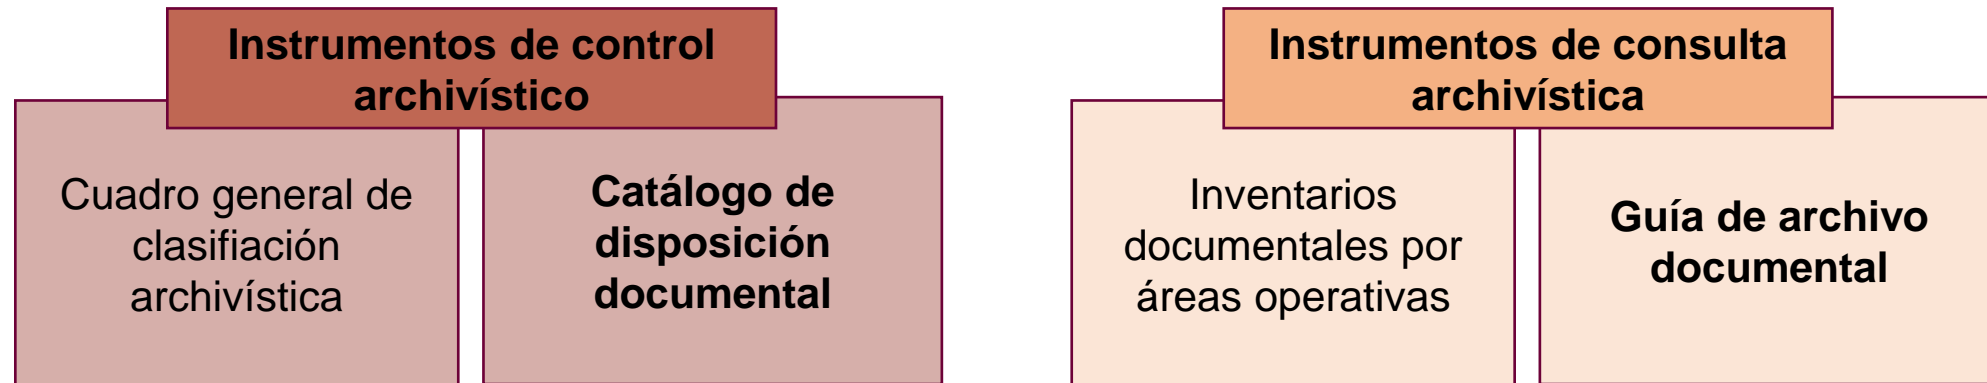 Instrumentos de control
archivístico
Cuadro general de
clasifiación
archivística
Catálogo de
disposición
documental
Instrumentos de consulta
archivística
Inventarios
documentales por
áreas operativas
Guía de archivo
documental